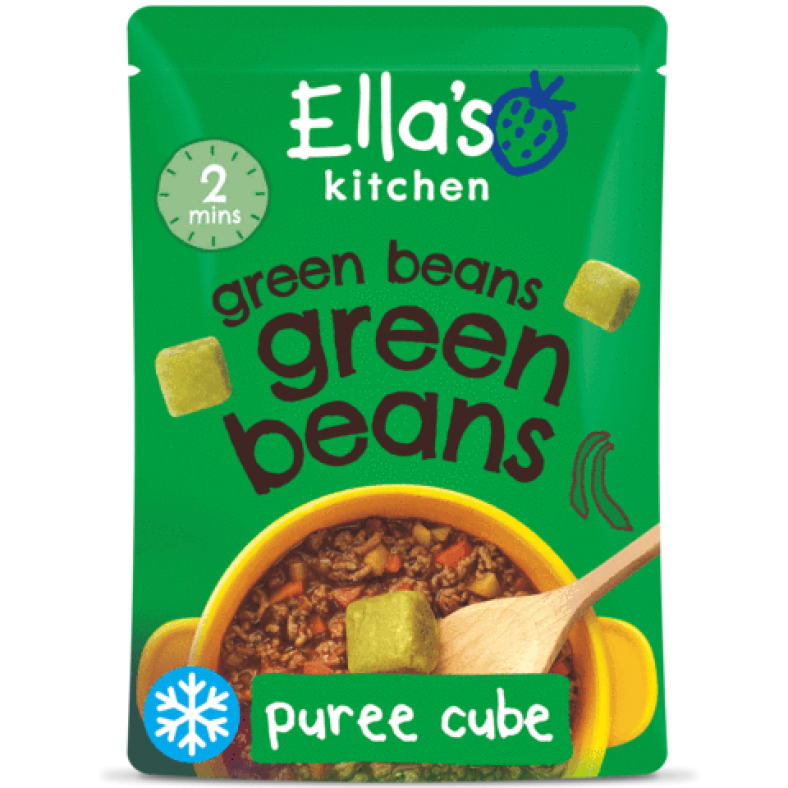 Ella's
kitchen
2
mins
green beans
green
beans
puree cube